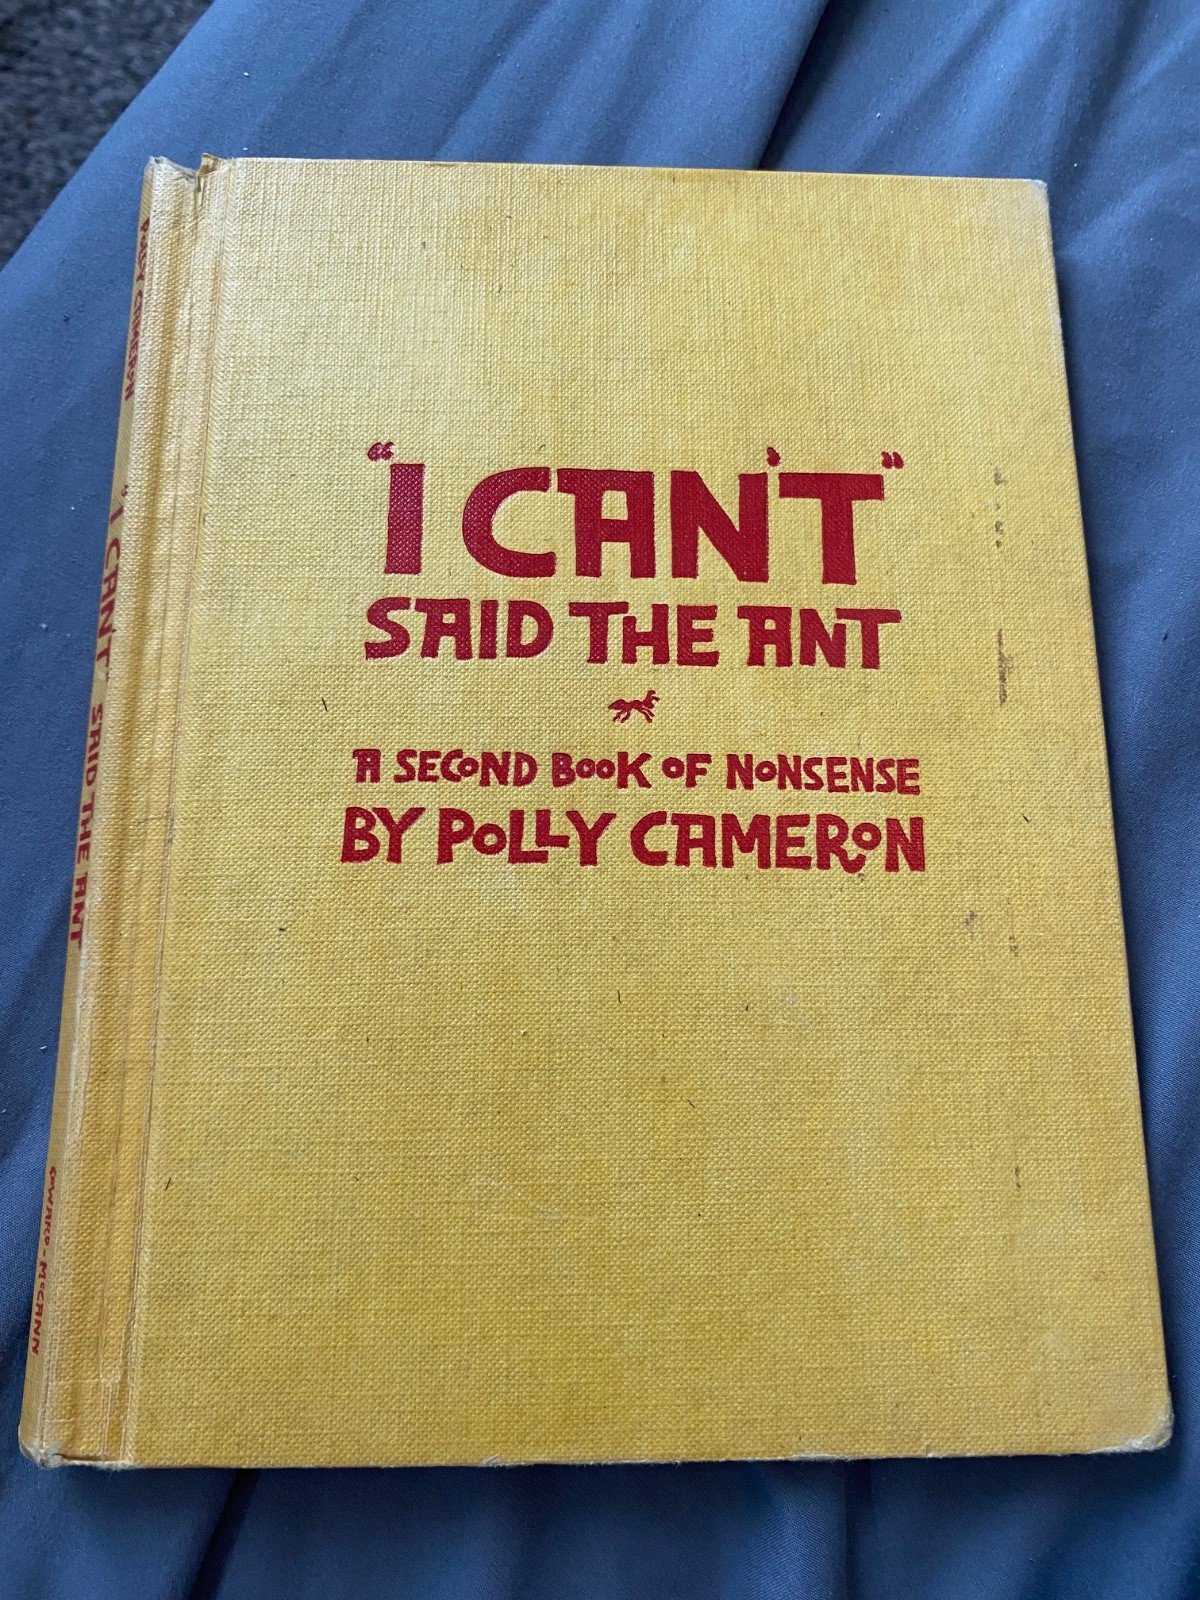 "I CAN'T"
SAID THE ANT
A SECOND BOOK OF NONSENSE
BY POLLY CAMERON
POLLY CAMERON
"I CAN'T" SAID THE ANT
COWARD-McCANN